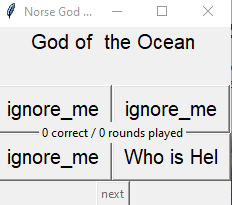 Norse God ...
God of  the Ocean
ignore_me ignore_me
0 correct / 0 rounds played
ignore_me Who is Hel
next